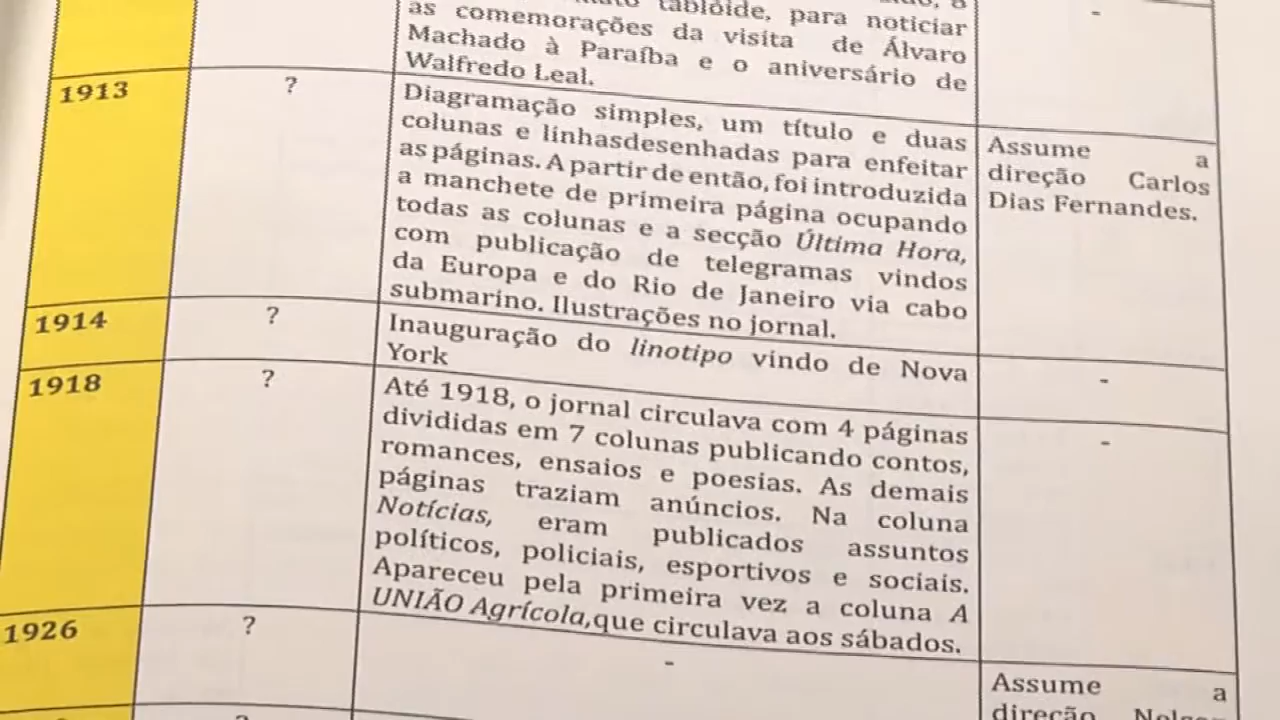 tablóide, para noticiar
as comemorações da visita de Álvaro
Machado à Paraíba e o aniversário de
Walfredo Leal.
-
1913
?
Diagramação simples, um título e duas
colunas e linhasdesenhadas para enfeitar
as páginas. A partir de então, foi introduzida
a manchete de primeira página ocupando
todas as colunas e a secção Última Hora,
com publicação de telegramas vindos
da Europa e do Rio de Janeiro via cabo
submarino. Ilustrações no jornal.
Assume a
direção Carlos
Dias Fernandes.
1914
?
Inauguração do linotipo vindo de Nova
York
-
1918
?
Até 1918, o jornal circulava com 4 páginas
divididas em 7 colunas publicando contos,
romances, ensaios e poesias. As demais
páginas traziam anúncios. Na coluna
Notícias, eram publicados assuntos
políticos, policiais, esportivos e sociais.
Apareceu pela primeira vez a coluna A
UNIÃO Agrícola,que circulava aos sábados.
-
1926
?
-
Assume a
direção Nelson
?